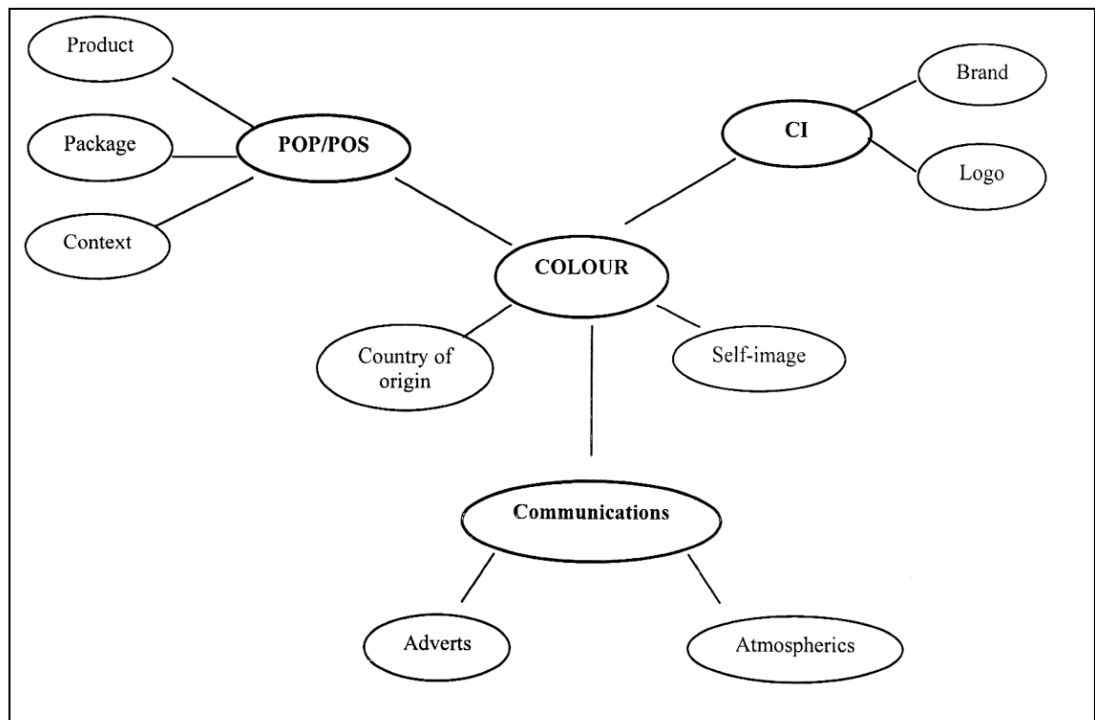 Product
Brand
POP/POS
CI
Package
Logo
Context
COLOUR
Country of
origin
Self-image
Communications
Adverts
Atmospherics